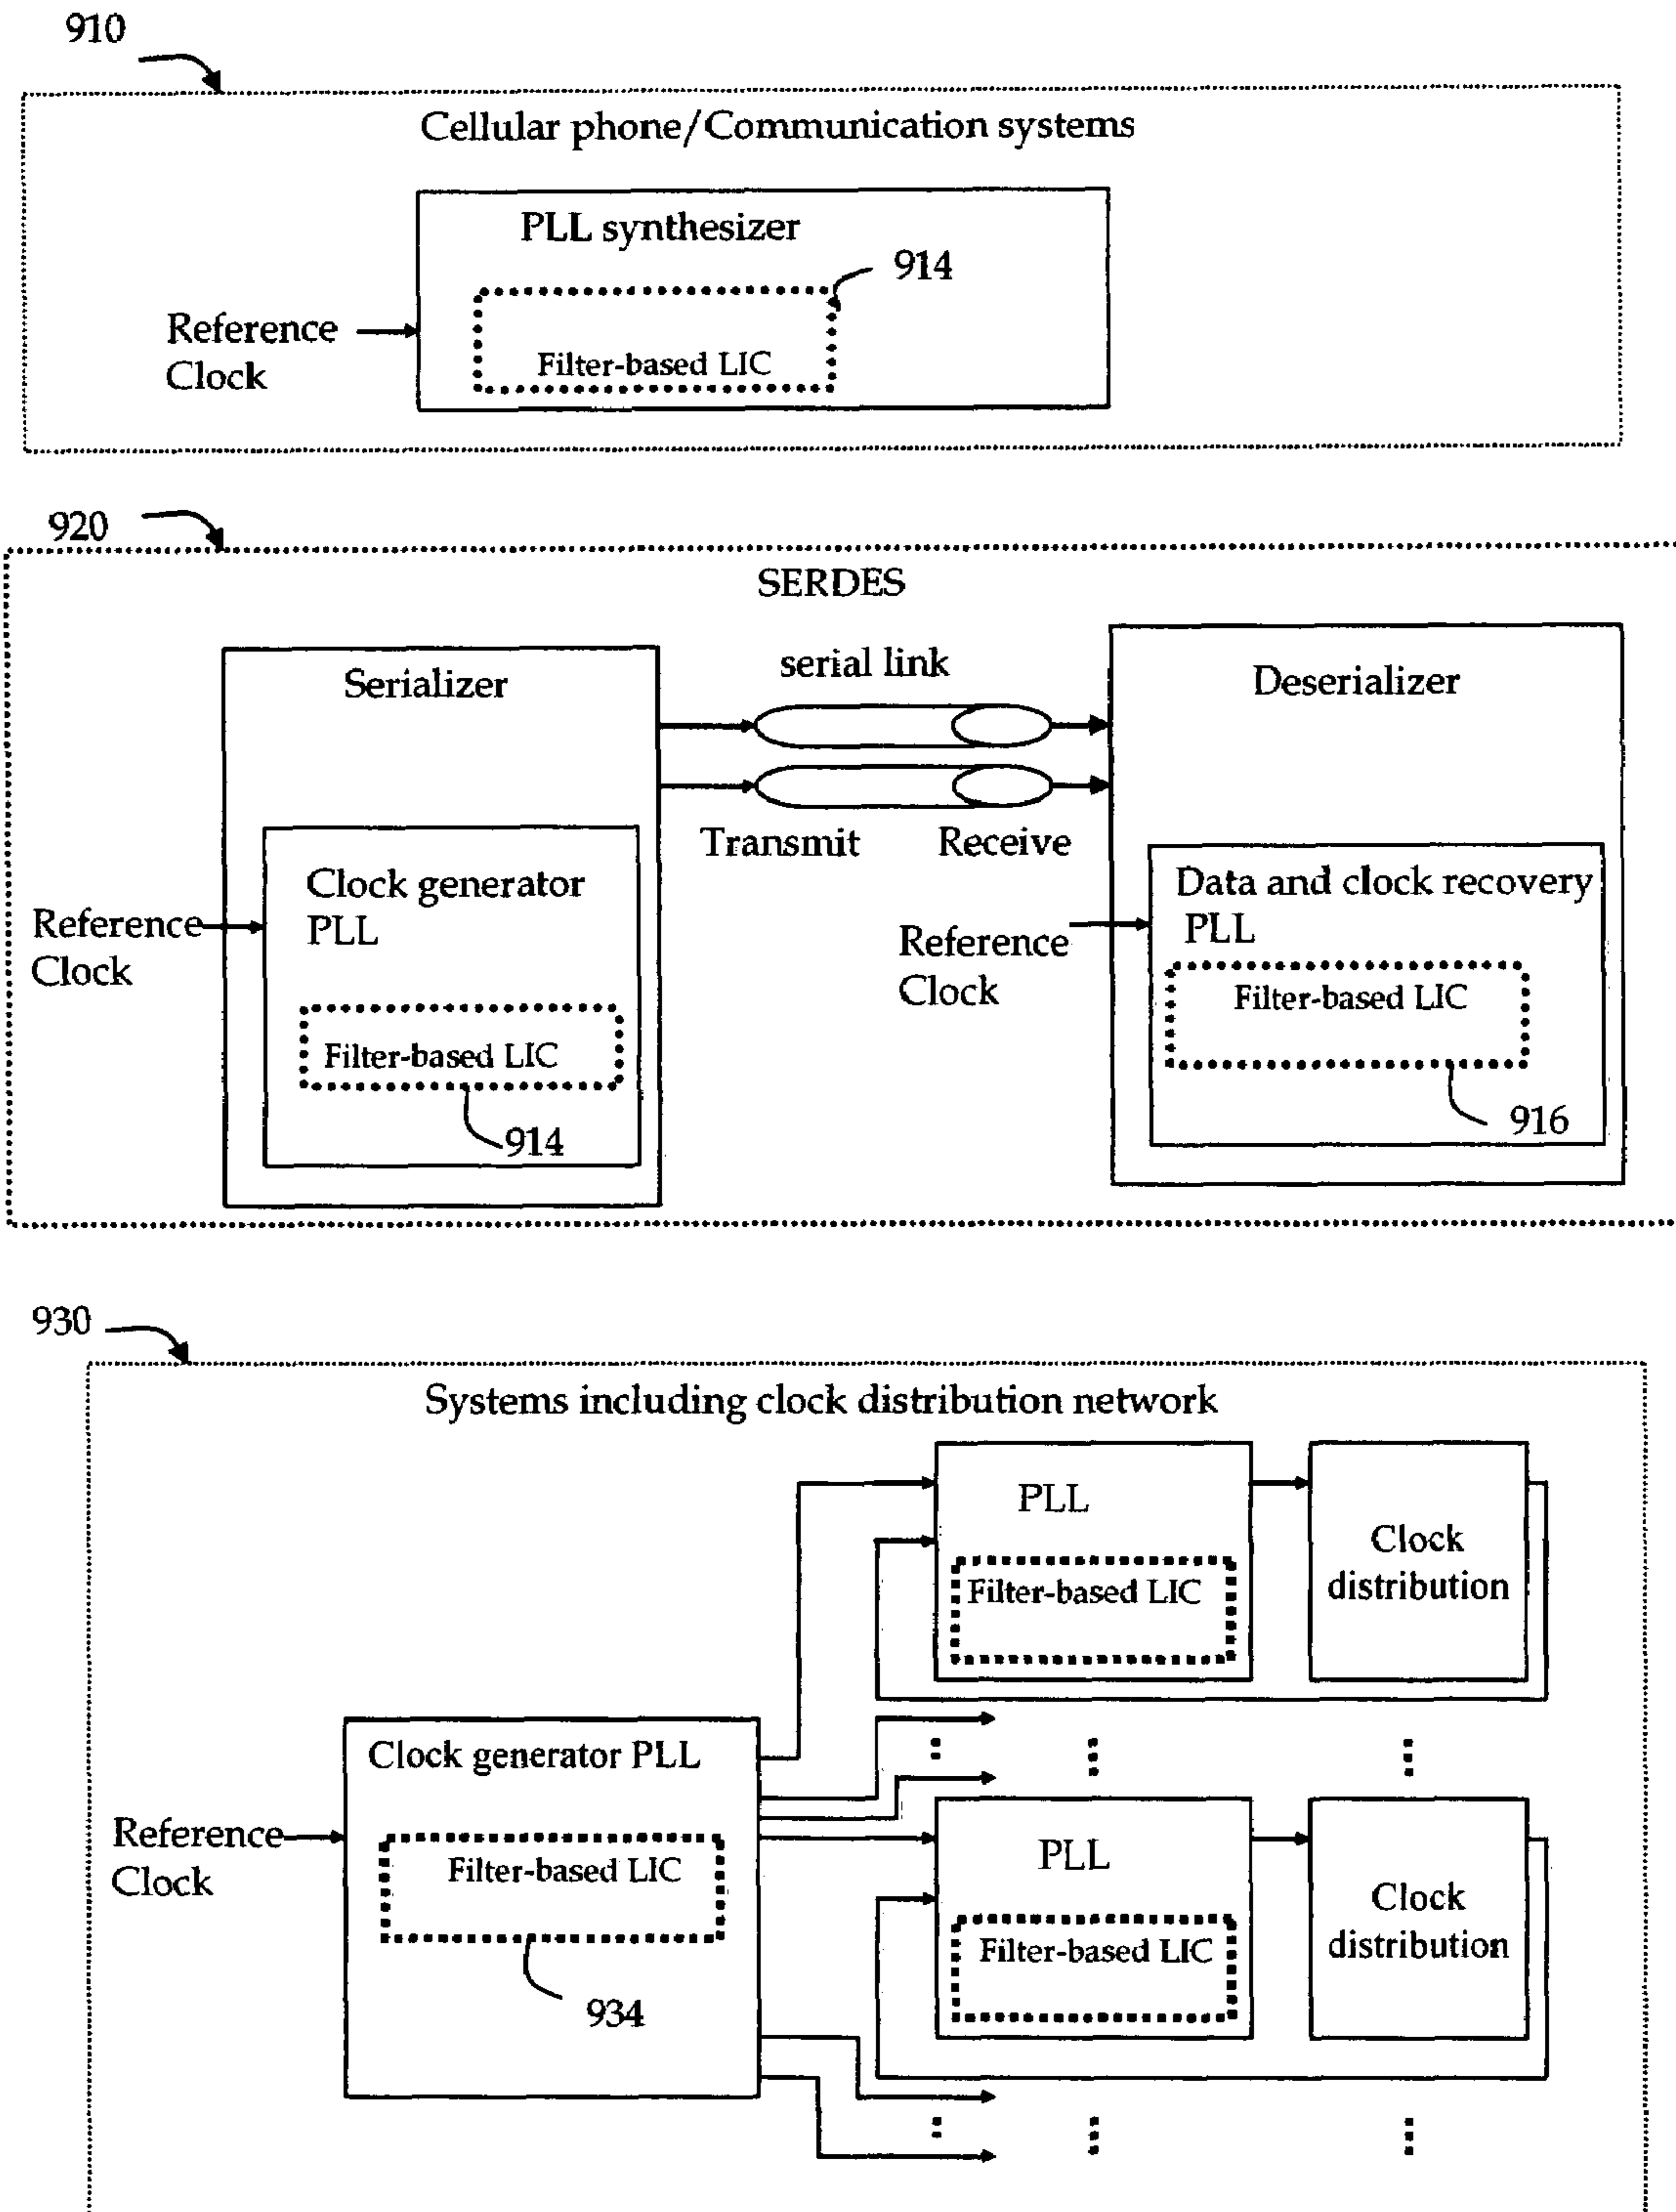 910
Cellular phone/Communication systems
PLL synthesizer
914
Reference
Clock
Filter-based LIC
920
SERDES
Serializer
serial link
Deserializer
Transmit
Receive
Clock generator
PLL
Reference
Clock
Filter-based LIC
914
Data and clock recovery
PLL
Reference
Clock
Filter-based LIC
916
930
Systems including clock distribution network
PLL
Filter-based LIC
Clock
distribution
Clock generator PLL
Reference
Clock
Filter-based LIC
934
PLL
Filter-based LIC
Clock
distribution